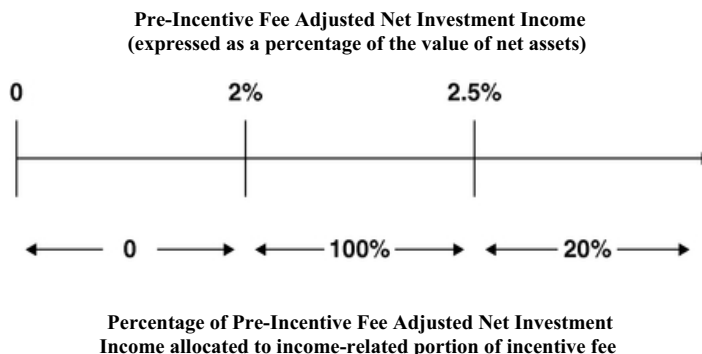 Pre-Incentive Fee Adjusted Net Investment Income
(expressed as a percentage of the value of net assets)
0 2% 2.5%
0 100% 20%
Percentage of Pre-Incentive Fee Adjusted Net Investment
Income allocated to income-related portion of incentive fee